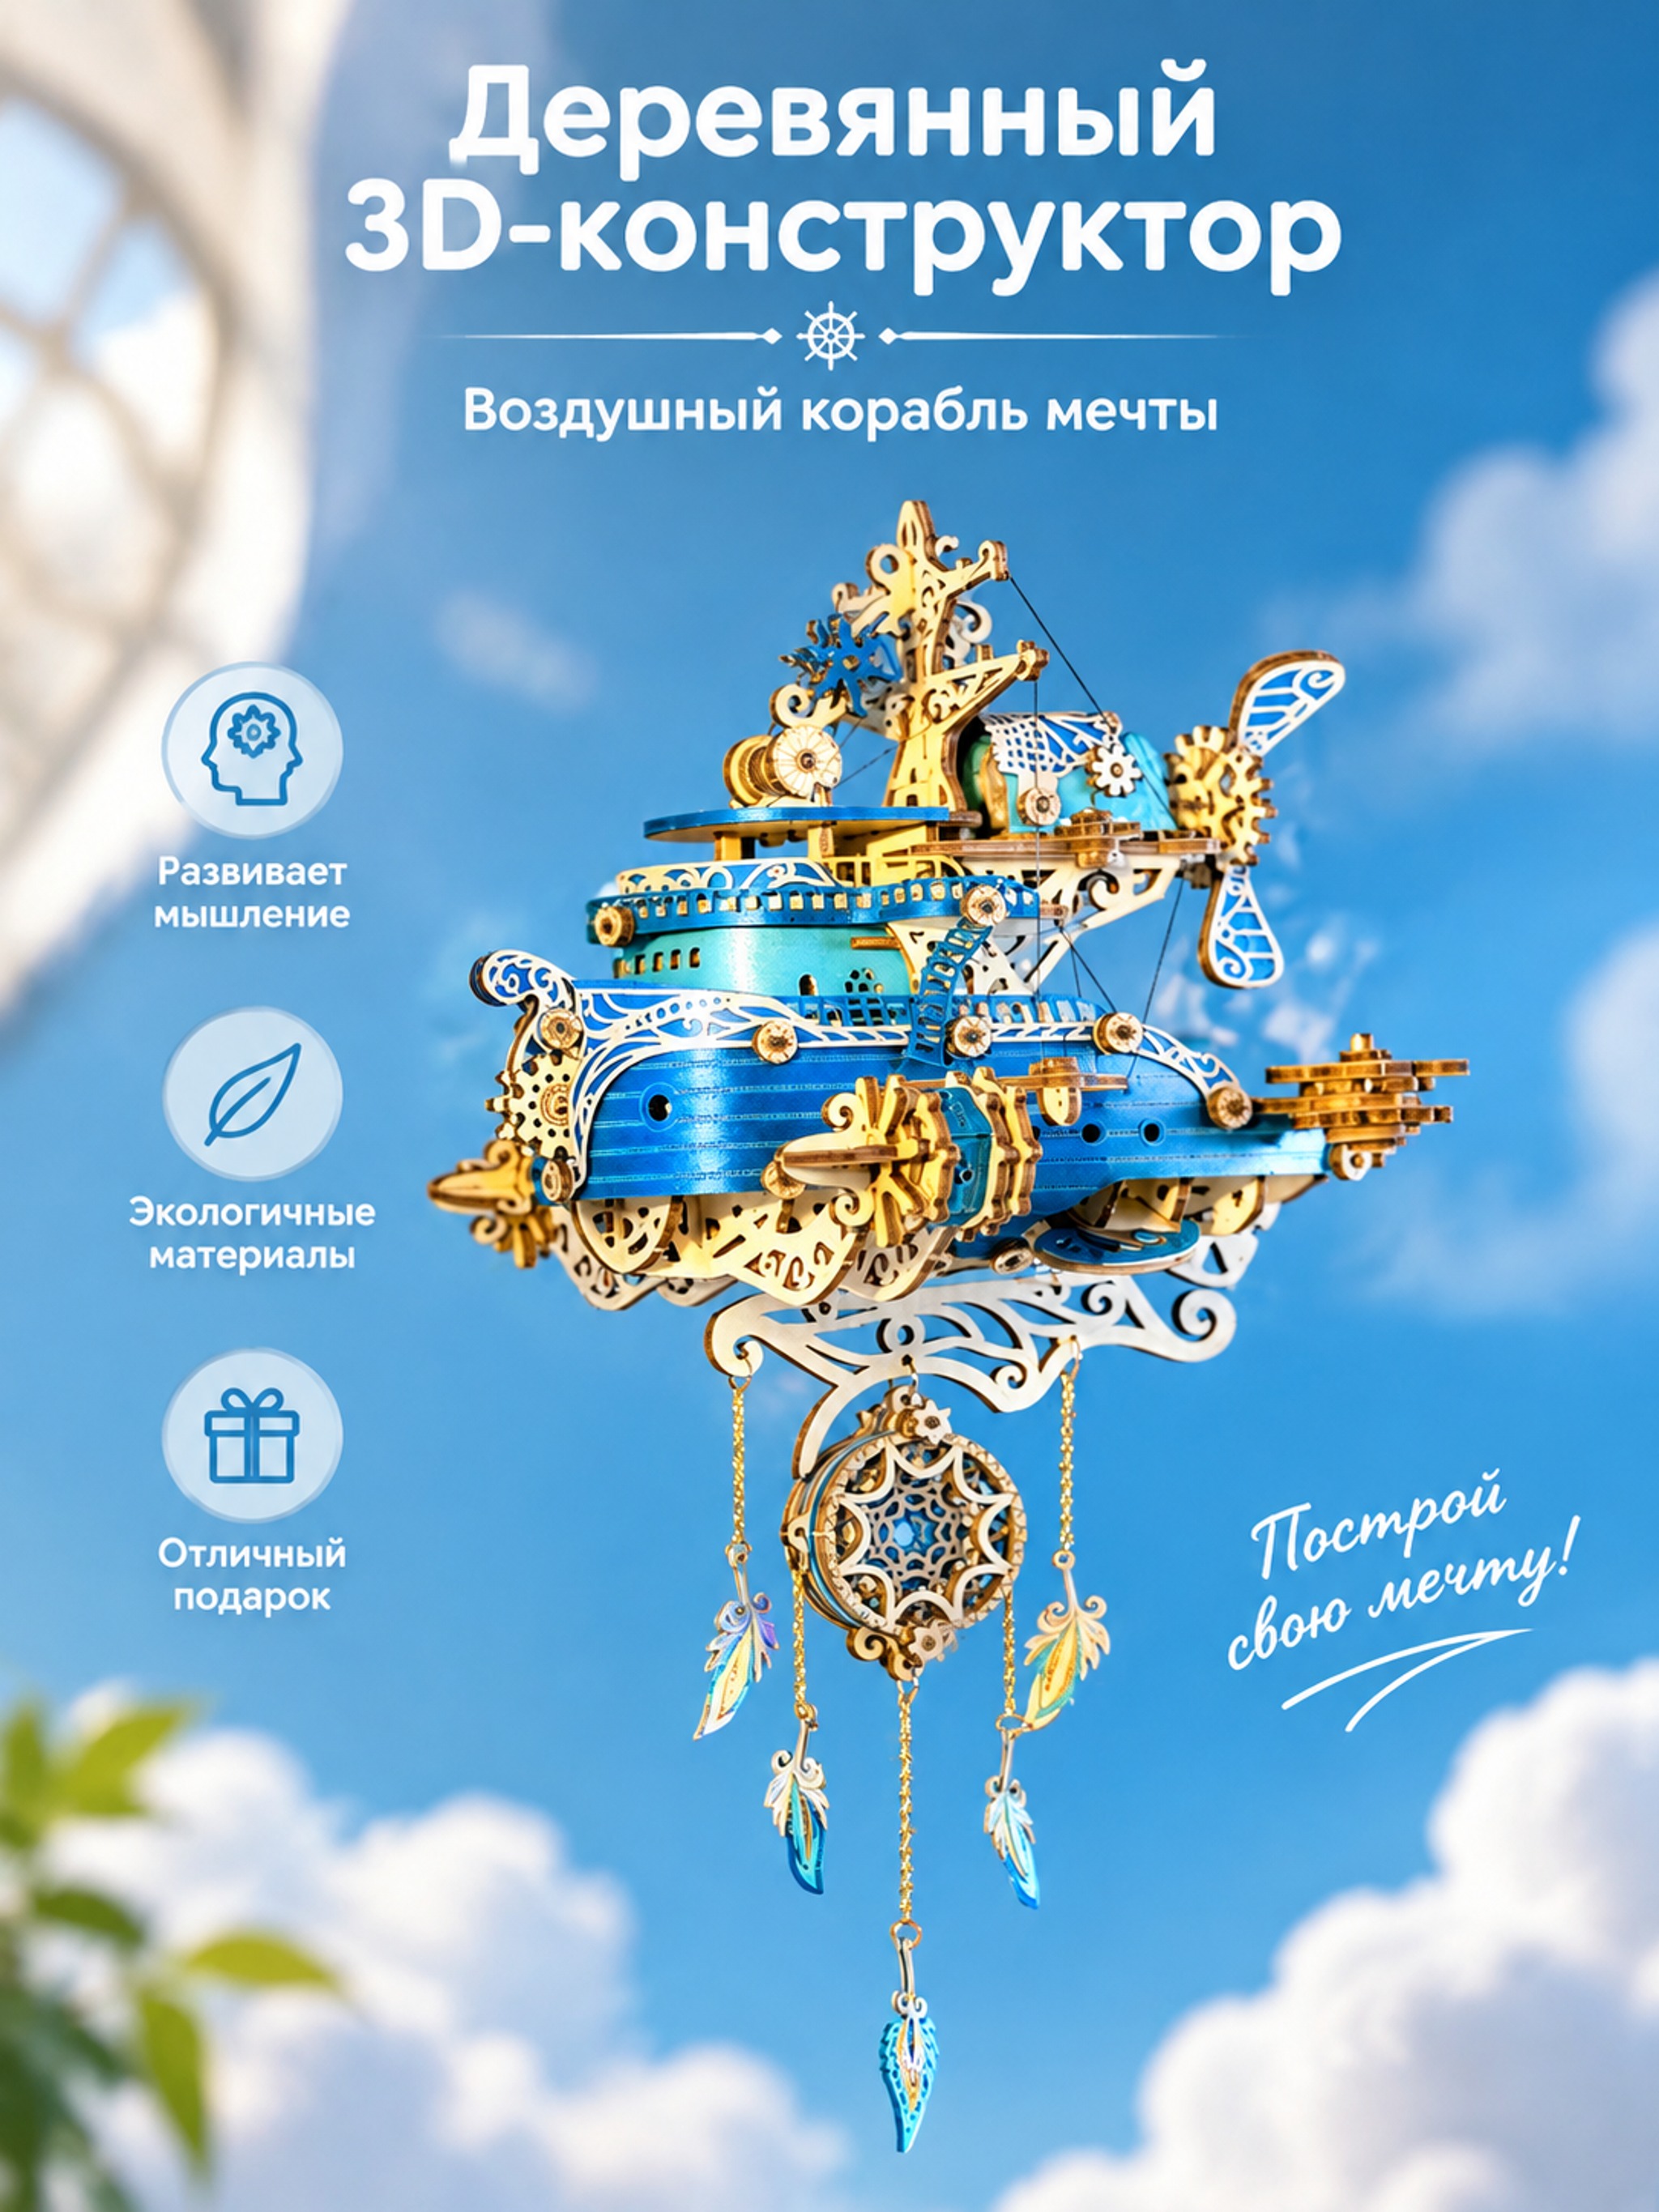 Деревянный
3D-конструктор
Воздушный корабль мечты
Развивает
мышление
Экологичные
материалы
Отличный
подарок
Построй
свою мечту!